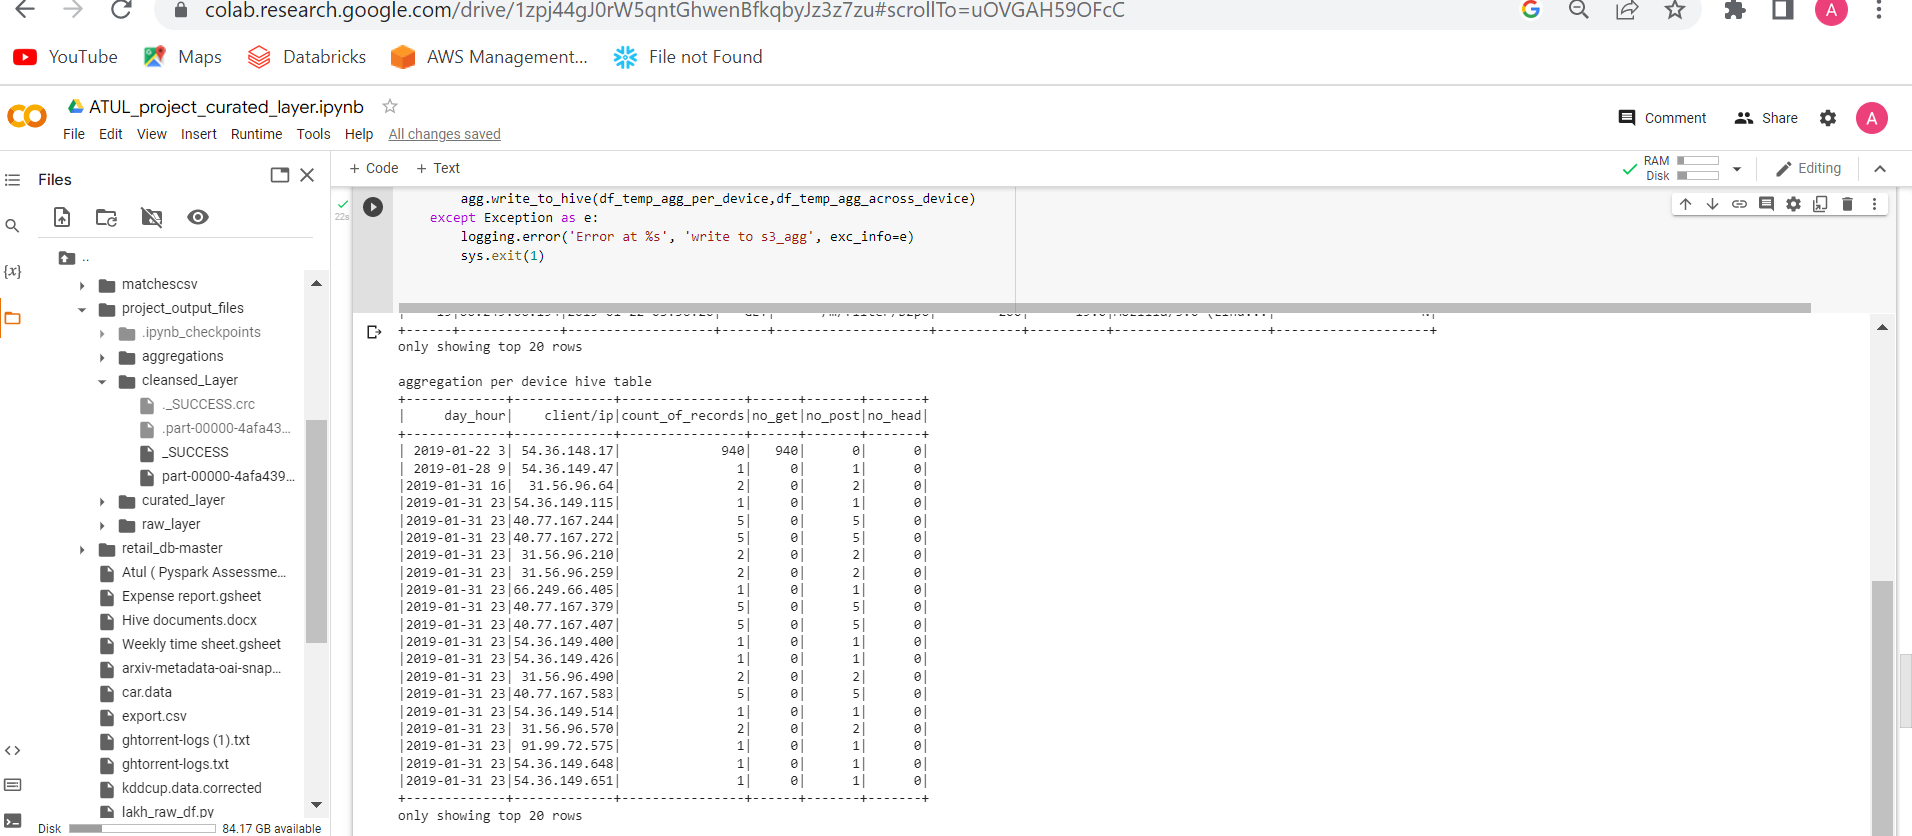 colab.research.google.com/drive/1zpj44gJ0rW5qntGhwenBfkqbyJz3z7zu#scrollTo=uOVGAH59OFcC
A
YouTube Maps Databricks AWS Management... File not Found
ATUL_project_curated_layer.ipynb
File Edit View Insert Runtime Tools Help All changes saved
Comment Share A
Files
+ Code + Text
RAM
Disk
Editing
{x}
..
matchescsv
project_output_files
.ipynb_checkpoints
aggregations
cleansed_Layer
._SUCCESS.crc
.part-00000-4afa43...
_SUCCESS
part-00000-4afa439...
curated_layer
raw_layer
retail_db-master
Atul ( Pyspark Assessme...
Expense report.gsheet
Hive documents.docx
Weekly time sheet.gsheet
arxiv-metadata-oai-snap...
car.data
export.csv
ghtorrent-logs (1).txt
ghtorrent-logs.txt
kddcup.data.corrected
lakh_raw_df.py
Disk 84.17 GB available
22s
agg.write_to_hive(df_temp_agg_per_device,df_temp_agg_across_device)
except Exception as e:
logging.error('Error at %s', 'write to s3_agg', exc_info=e)
sys.exit(1)
+------+---------------+--------------------+------+--------------------+-----------+----------+--------------------+--------------------+
only showing top 20 rows
aggregation per device hive table
+-------------+-------------+----------------+------+-------+-------+
| day_hour| client/ip|count_of_records|no_get|no_post|no_head|
+-------------+-------------+----------------+------+-------+-------+
| 2019-01-22 3| 54.36.148.17| 940| 940| 0| 0|
| 2019-01-28 9| 54.36.149.47| 1| 0| 1| 0|
|2019-01-31 16| 31.56.96.64| 2| 0| 2| 0|
|2019-01-31 23|54.36.149.115| 1| 0| 1| 0|
|2019-01-31 23|40.77.167.244| 5| 0| 5| 0|
|2019-01-31 23|40.77.167.272| 5| 0| 5| 0|
|2019-01-31 23| 31.56.96.210| 2| 0| 2| 0|
|2019-01-31 23| 31.56.96.259| 2| 0| 2| 0|
|2019-01-31 23|66.249.66.405| 1| 0| 1| 0|
|2019-01-31 23|40.77.167.379| 5| 0| 5| 0|
|2019-01-31 23|40.77.167.407| 5| 0| 5| 0|
|2019-01-31 23|54.36.149.400| 1| 0| 1| 0|
|2019-01-31 23|54.36.149.426| 1| 0| 1| 0|
|2019-01-31 23| 31.56.96.490| 2| 0| 2| 0|
|2019-01-31 23|40.77.167.583| 5| 0| 5| 0|
|2019-01-31 23|54.36.149.514| 1| 0| 1| 0|
|2019-01-31 23| 31.56.96.570| 2| 0| 2| 0|
|2019-01-31 23| 91.99.72.575| 1| 0| 1| 0|
|2019-01-31 23|54.36.149.648| 1| 0| 1| 0|
|2019-01-31 23|54.36.149.651| 1| 0| 1| 0|
+-------------+-------------+----------------+------+-------+-------+
only showing top 20 rows